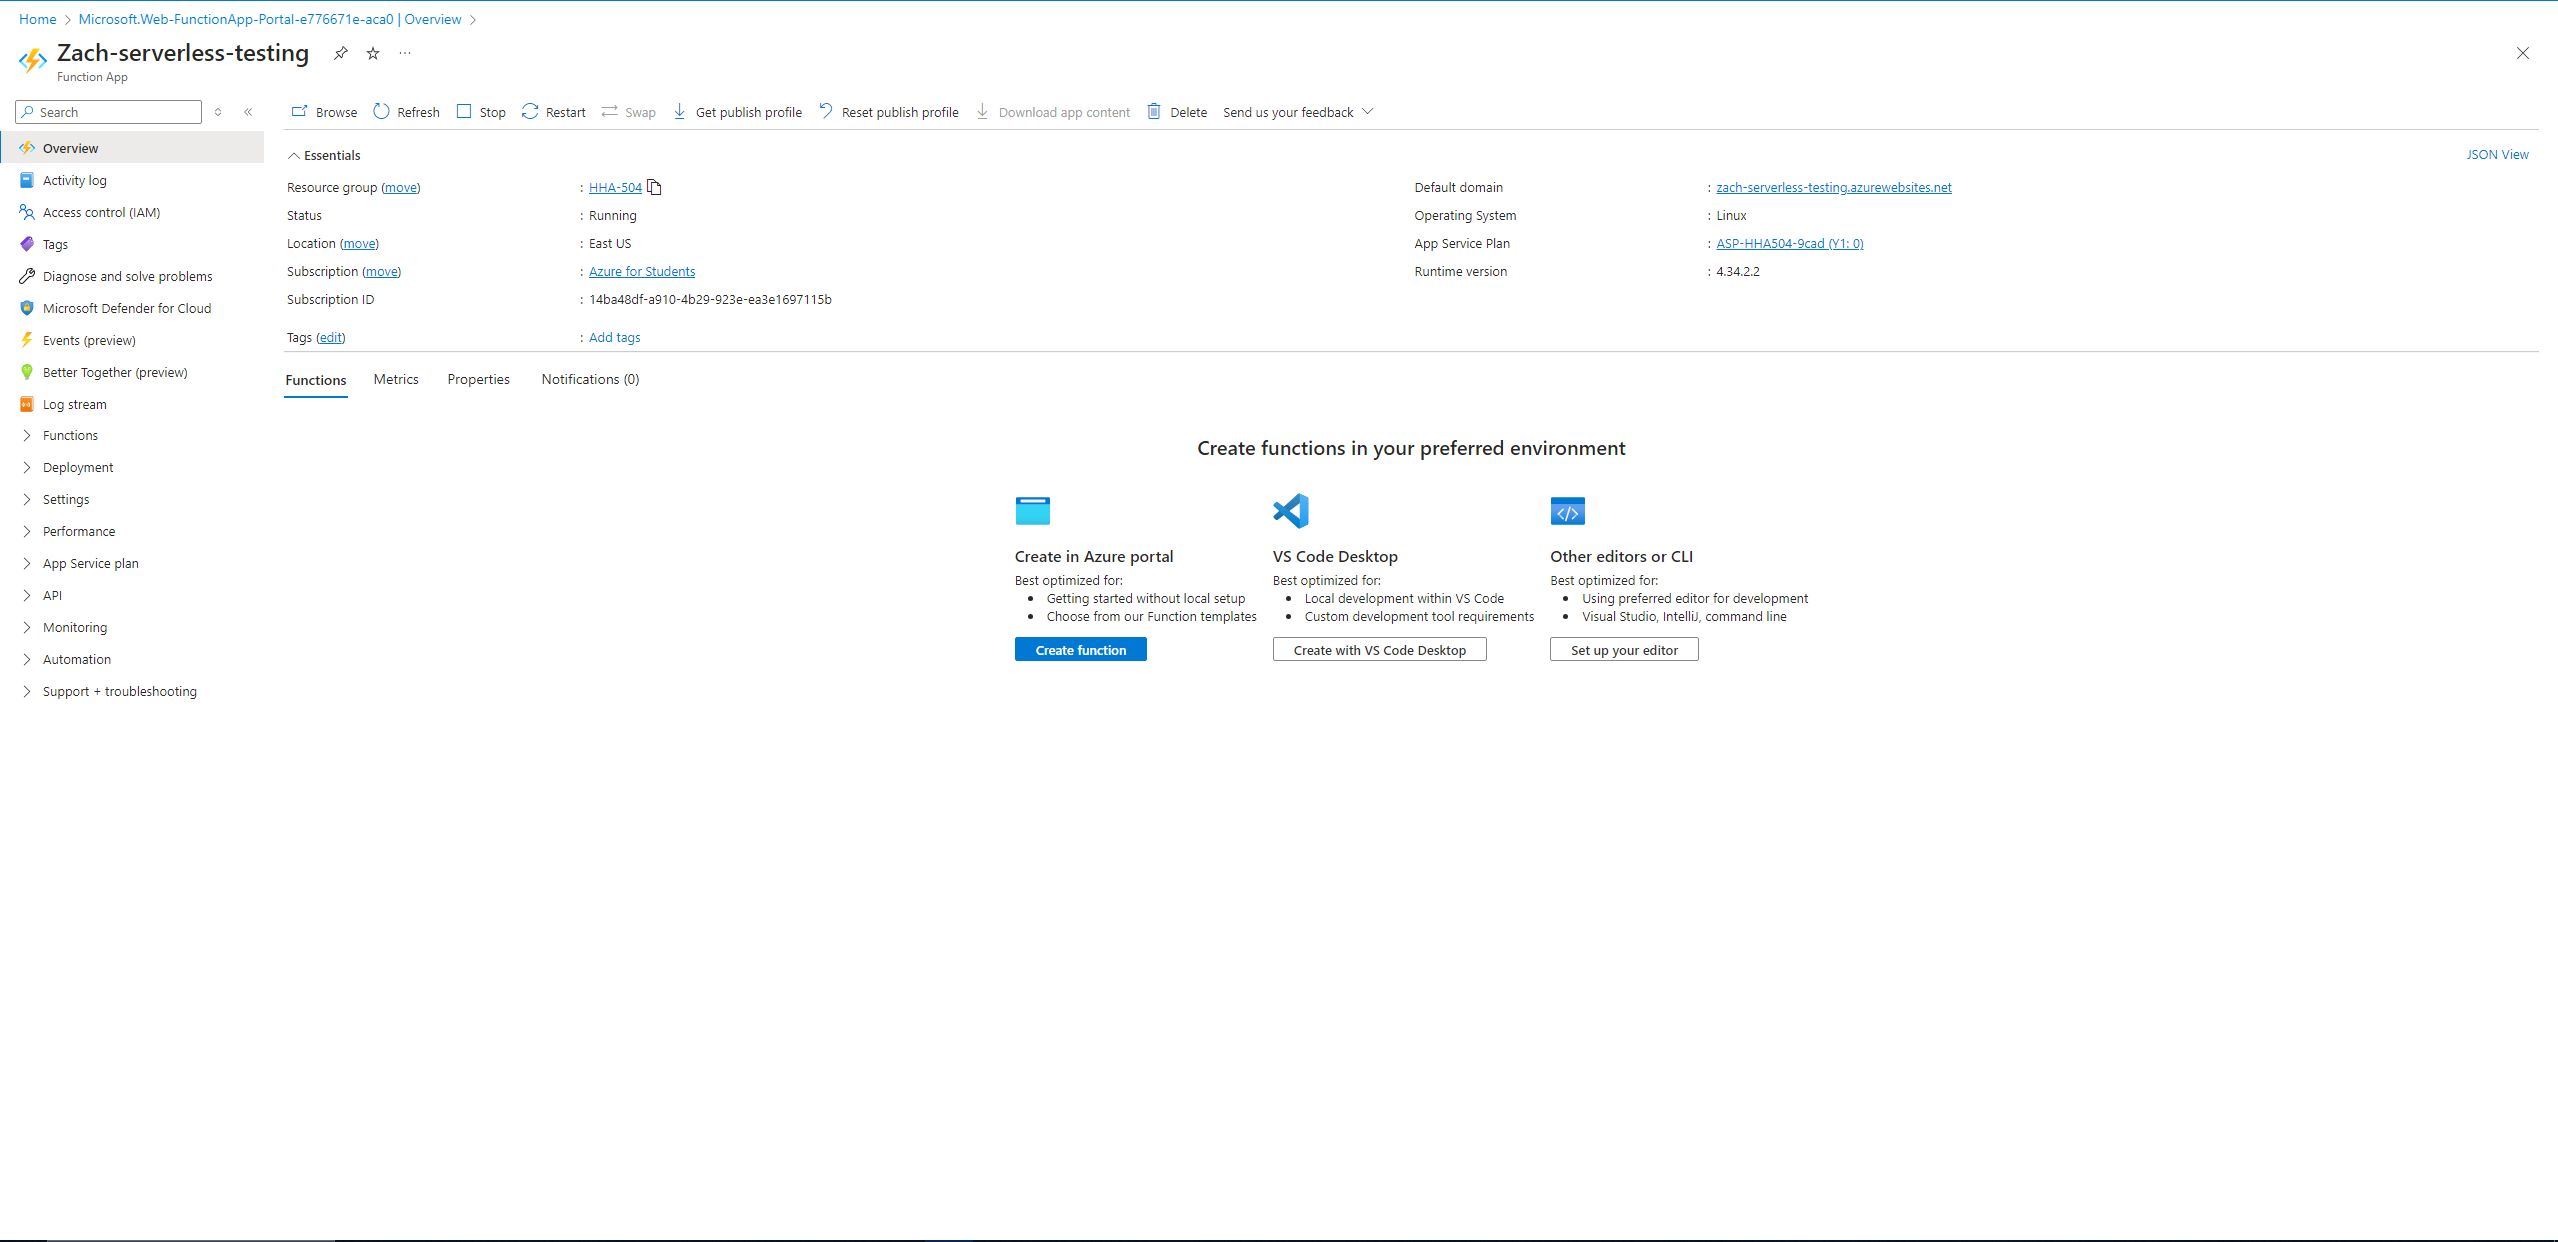 Home > Microsoft.Web-FunctionApp-Portal-e776671e-aca0 | Overview >
Zach-serverless-testing
Function App
Search
Browse Refresh Stop Restart Swap Get publish profile Reset publish profile Download app content Delete Send us your feedback
Overview
Activity log
Access control (IAM)
Tags
Diagnose and solve problems
Microsoft Defender for Cloud
Events (preview)
Better Together (preview)
Log stream
Functions
Deployment
Settings
Performance
App Service plan
API
Monitoring
Automation
Support + troubleshooting
Essentials
JSON View
Resource group (move) : HHA-504
Status : Running
Location (move) : East US
Subscription (move) : Azure for Students
Subscription ID : 14ba48df-a910-4b29-923e-ea3e1697115b
Tags (edit) : Add tags
Default domain : zach-serverless-testing.azurewebsites.net
Operating System : Linux
App Service Plan : ASP-HHA504-9cad (Y1: 0)
Runtime version : 4.34.2.2
Functions Metrics Properties Notifications (0)
Create functions in your preferred environment
Create in Azure portal
Best optimized for:
• Getting started without local setup
• Choose from our Function templates
Create function
VS Code Desktop
Best optimized for:
• Local development within VS Code
• Custom development tool requirements
Create with VS Code Desktop
Other editors or CLI
Best optimized for:
• Using preferred editor for development
• Visual Studio, IntelliJ, command line
Set up your editor